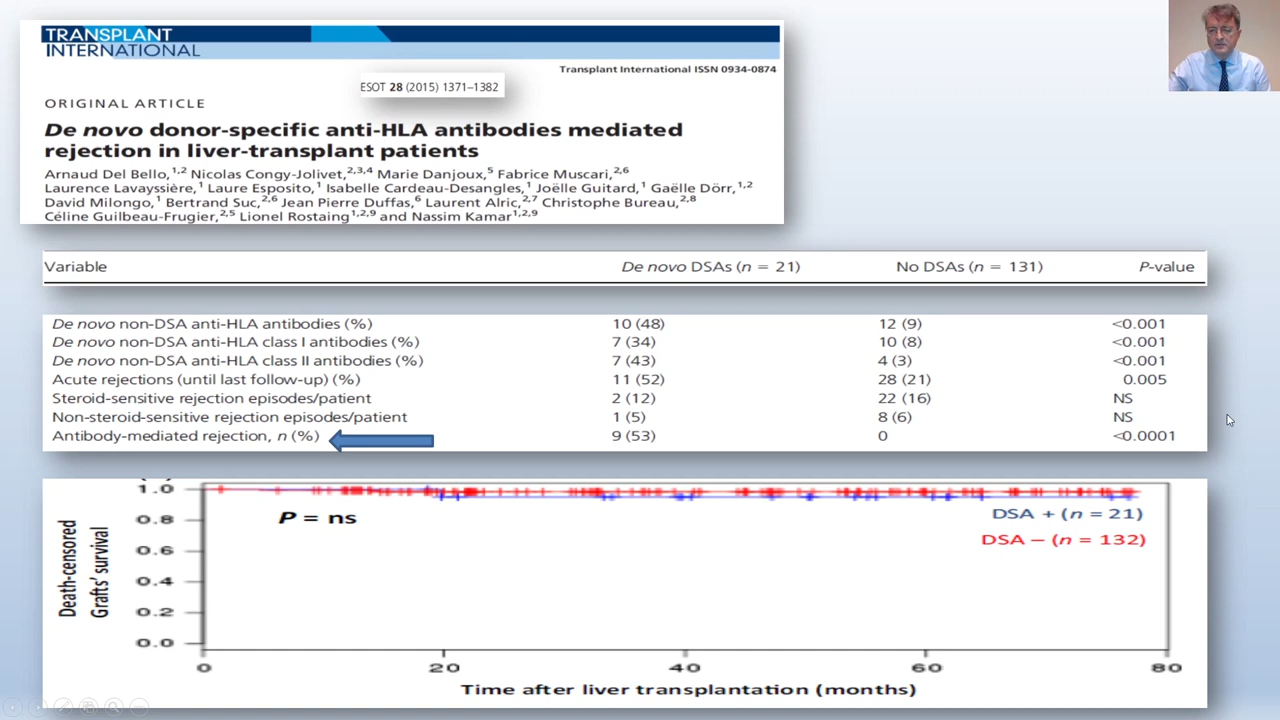 TRANSPLANT
INTERNATIONAL
Transplant International ISSN 0934-0874
ESOT 28 (2015) 1371–1382
ORIGINAL ARTICLE
De novo donor-specific anti-HLA antibodies mediated
rejection in liver-transplant patients
Arnaud Del Bello,1,2 Nicolas Congy-Jolivet,2,3,4 Marie Danjoux,5 Fabrice Muscari,2,6
Laurence Lavayssière,1 Laure Esposito,1 Isabelle Cardeau-Desangles,1 Joëlle Guitard,1 Gaëlle Dörr,1,2
David Milongo,1 Bertrand Suc,2,6 Jean Pierre Duffas,6 Laurent Alric,2,7 Christophe Bureau,2,8
Céline Guilbeau-Frugier,2,5 Lionel Rostaing1,2,9 and Nassim Kamar1,2,9
Variable De novo DSAs (n = 21) No DSAs (n = 131) P-value
De novo non-DSA anti-HLA antibodies (%) 10 (48) 12 (9) <0.001
De novo non-DSA anti-HLA class I antibodies (%) 7 (34) 10 (8) <0.001
De novo non-DSA anti-HLA class II antibodies (%) 7 (43) 4 (3) <0.001
Acute rejections (until last follow-up) (%) 11 (52) 28 (21) 0.005
Steroid-sensitive rejection episodes/patient 2 (12) 22 (16) NS
Non-steroid-sensitive rejection episodes/patient 1 (5) 8 (6) NS
Antibody-mediated rejection, n (%) 9 (53) 0 <0.0001
Death-censored
Grafts' survival
1.0
0.8
0.6
0.4
0.2
0.0
P = ns
DSA + (n = 21)
DSA − (n = 132)
0 20 40 60 80
Time after liver transplantation (months)